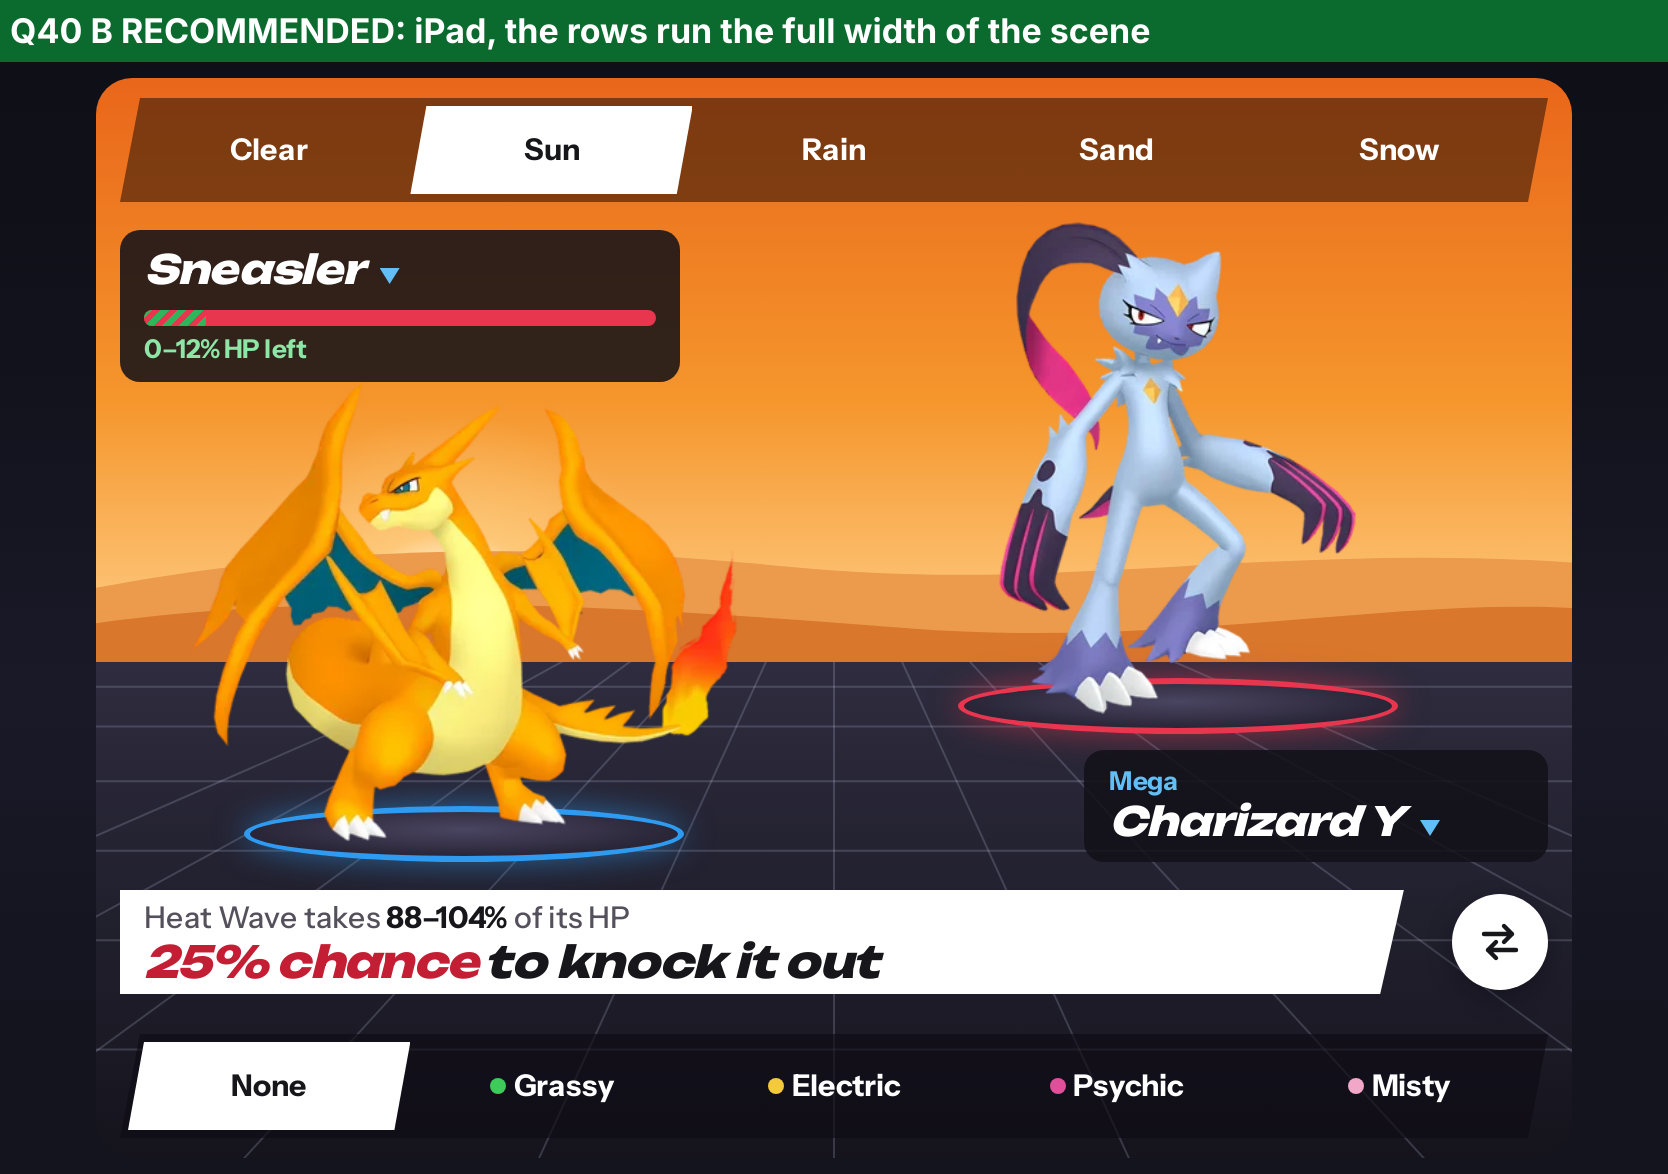 Q40 B RECOMMENDED: iPad, the rows run the full width of the scene
Clear Sun Rain Sand Snow
Sneasler
0–12% HP left
Mega
Charizard Y
Heat Wave takes 88–104% of its HP
25% chance to knock it out
None Grassy Electric Psychic Misty